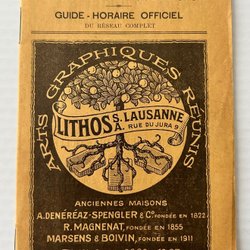 GUIDE - HORAIRE OFFICIEL
DU RÉSEAU COMPLET
ARTS GRAPHIQUES RÉUNIS
LITHOS S.A. LAUSANNE
RUE DU JURA 9
ANCIENNES MAISONS
A. DENÉRÉAZ-SPENGLER & Cº FONDÉE EN 1822
R. MAGNENAT, FONDÉE EN 1855
MARSENS & BOIVIN, FONDÉE EN 1911